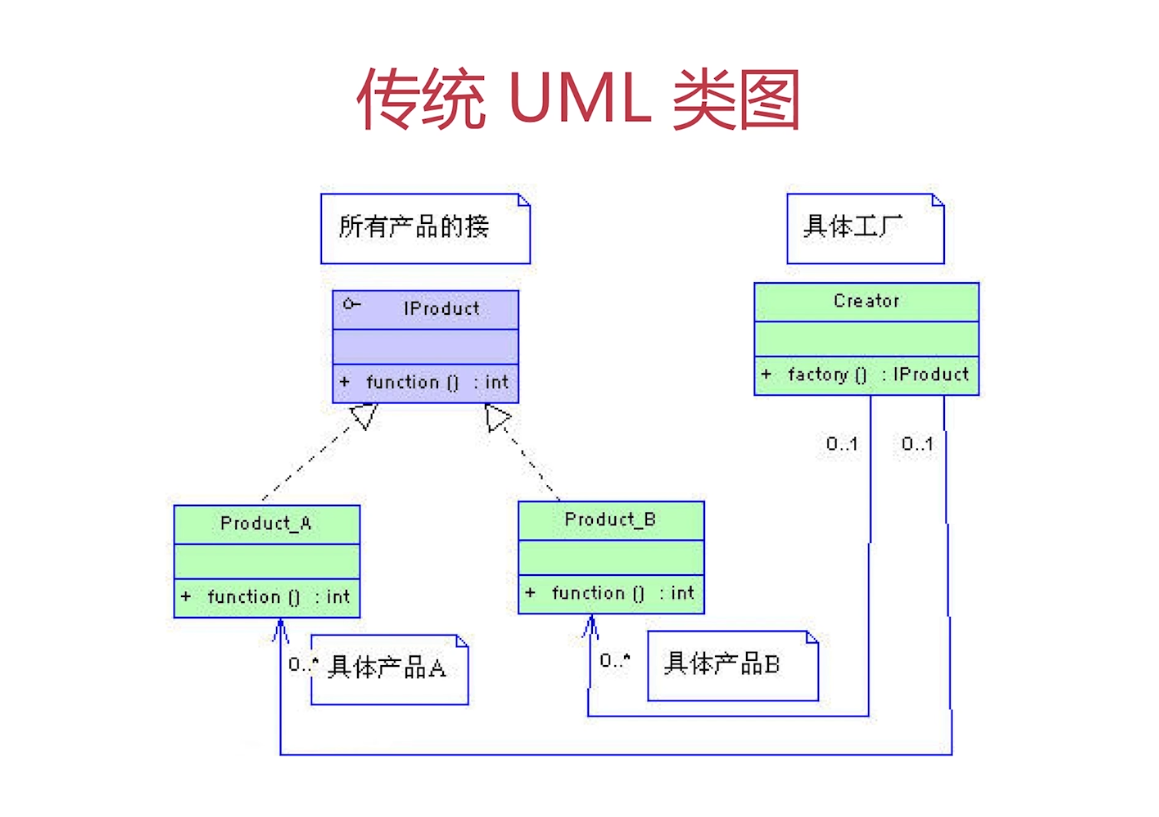 传统 UML 类图
所有产品的接
具体工厂
IProduct
+ function () : int
Creator
+ factory () : IProduct
0..1
0..1
Product_A
+ function () : int
Product_B
+ function () : int
0..*
具体产品A
0..*
具体产品B